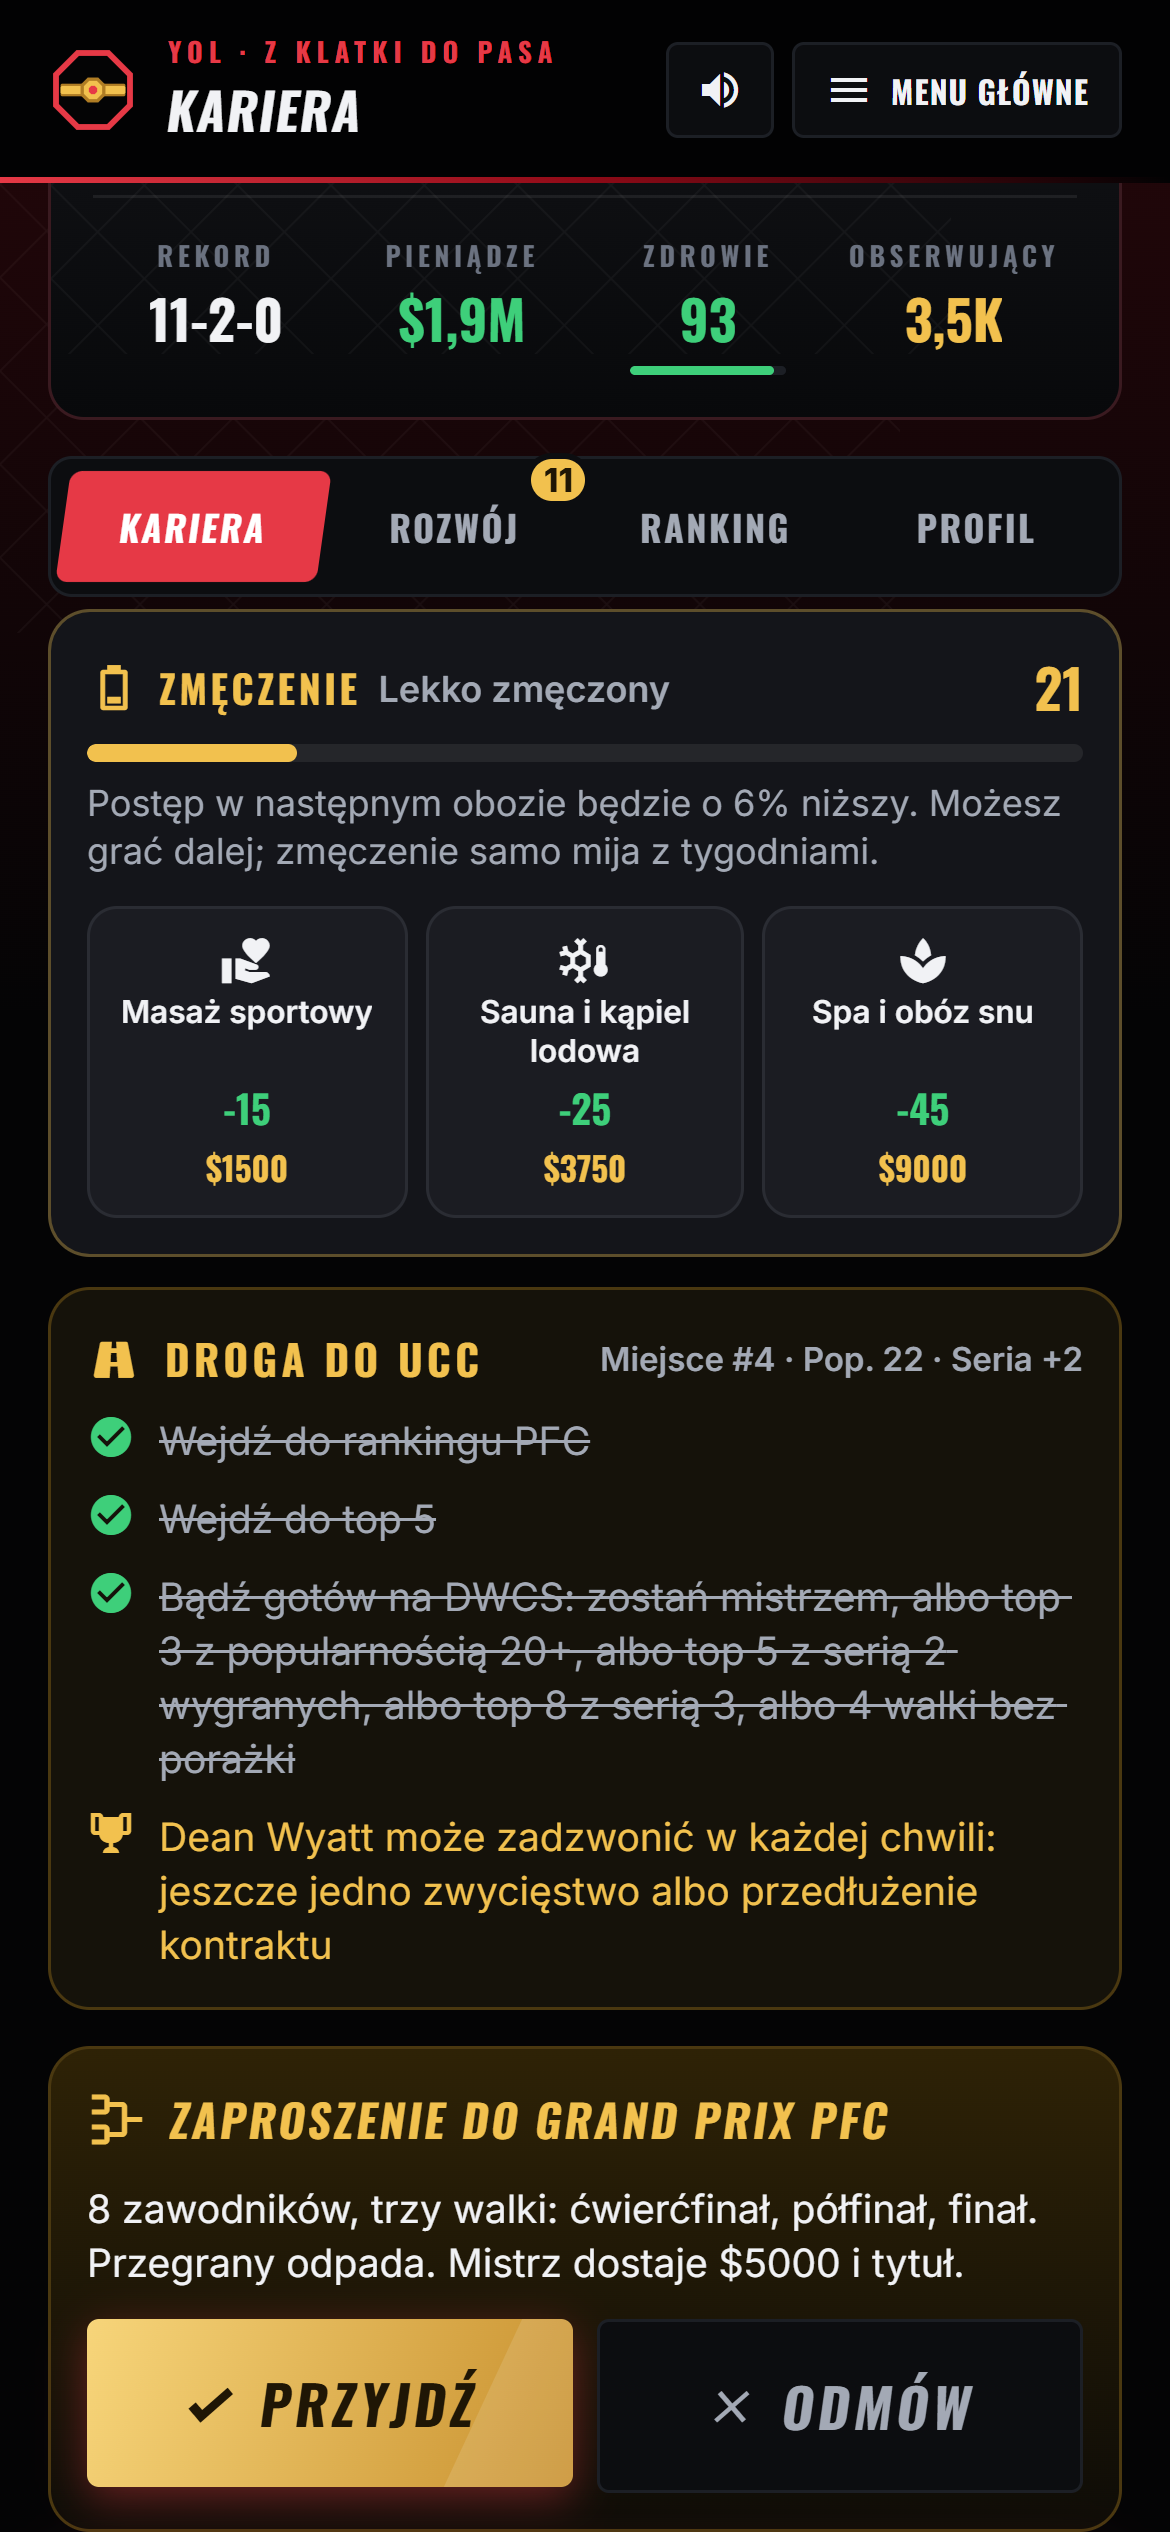 YOL · Z KLATKI DO PASA
KARIERA
MENU GŁÓWNE
REKORD PIENIĄDZE ZDROWIE OBSERWUJĄCY
11-2-0 $1,9M 93 3,5K
11
KARIERA ROZWÓJ RANKING PROFIL
ZMĘCZENIE Lekko zmęczony 21
Postęp w następnym obozie będzie o 6% niższy. Możesz
grać dalej; zmęczenie samo mija z tygodniami.
Masaż sportowy
-15
$1500
Sauna i kąpiel
lodowa
-25
$3750
Spa i obóz snu
-45
$9000
DROGA DO UCC Miejsce #4 · Pop. 22 · Seria +2
Wejdź do rankingu PFC
Wejdź do top 5
Bądź gotów na DWCS: zostań mistrzem, albo top
3 z popularnością 20+, albo top 5 z serią 2
wygranych, albo top 8 z serią 3, albo 4 walki bez
porażki
Dean Wyatt może zadzwonić w każdej chwili:
jeszcze jedno zwycięstwo albo przedłużenie
kontraktu
ZAPROSZENIE DO GRAND PRIX PFC
8 zawodników, trzy walki: ćwierćfinał, półfinał, finał.
Przegrany odpada. Mistrz dostaje $5000 i tytuł.
PRZYJDŹ
ODMÓW